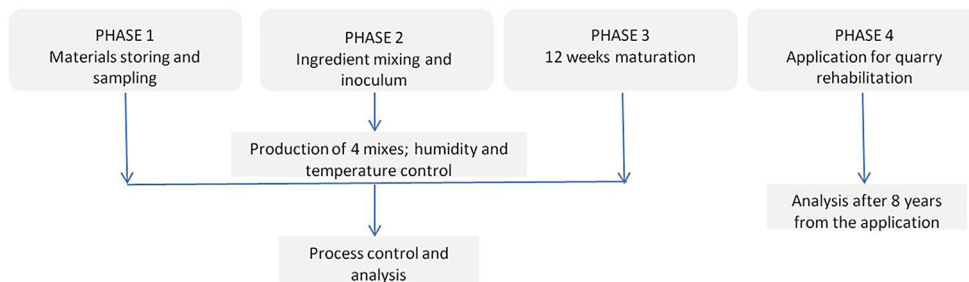 PHASE 1
Materials storing and
sampling
PHASE 2
Ingredient mixing and
inoculum
PHASE 3
12 weeks maturation
PHASE 4
Application for quarry
rehabilitation
Production of 4 mixes; humidity and
temperature control
Analysis after 8 years
from the application
Process control and
analysis